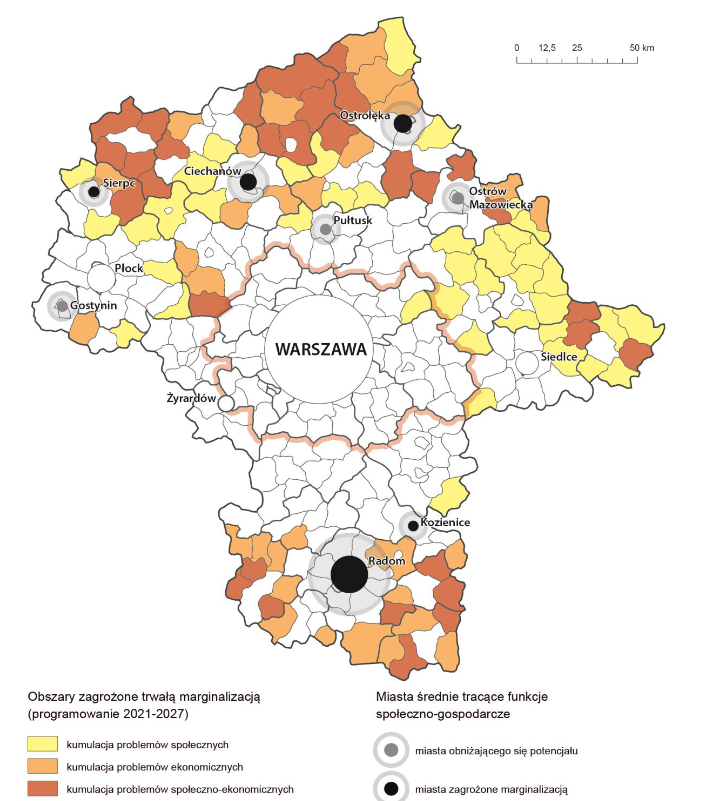 0 12,5 25 50 km
Ostrołęka
Ciechanów
Sierpc
Ostrów
Mazowiecka
Pułtusk
Płock
Gostynin
WARSZAWA
Siedlce
Żyrardów
Kozienice
Radom
Obszary zagrożone trwałą marginalizacją
(programowanie 2021-2027)
kumulacja problemów społecznych
kumulacja problemów ekonomicznych
kumulacja problemów społeczno-ekonomicznych
Miasta średnie tracące funkcje
społeczno-gospodarcze
miasta obniżającego się potencjału
miasta zagrożone marginalizacją